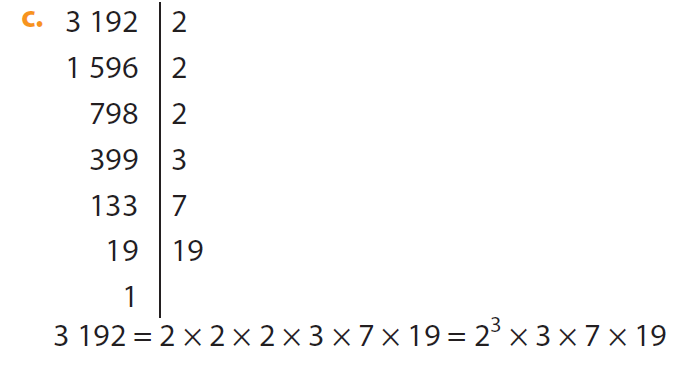 c. 3 192 | 2
1 596 | 2
798 | 2
399 | 3
133 | 7
19 | 19
1 |
3 192 = 2 × 2 × 2 × 3 × 7 × 19 = 2³ × 3 × 7 × 19